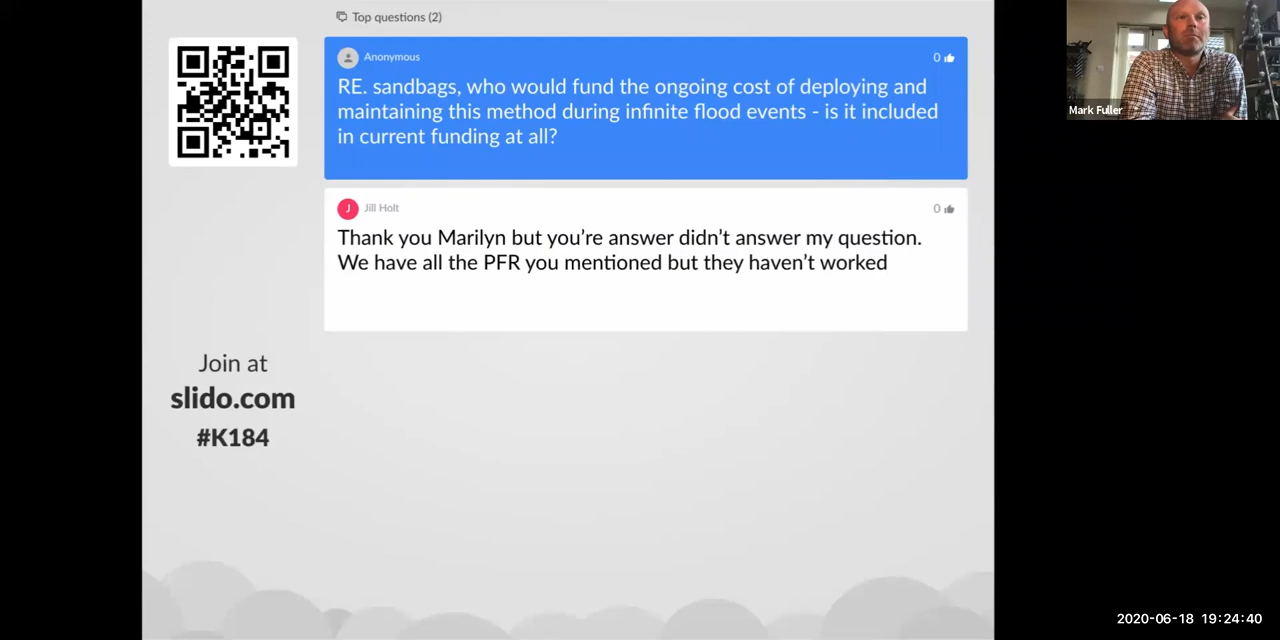 Top questions (2)
Anonymous
0
RE. sandbags, who would fund the ongoing cost of deploying and
maintaining this method during infinite flood events - is it included
in current funding at all?
J
Jill Holt
0
Thank you Marilyn but you're answer didn't answer my question.
We have all the PFR you mentioned but they haven't worked
Join at
slido.com
#K184
Mark Fuller
2020-06-18 19:24:40